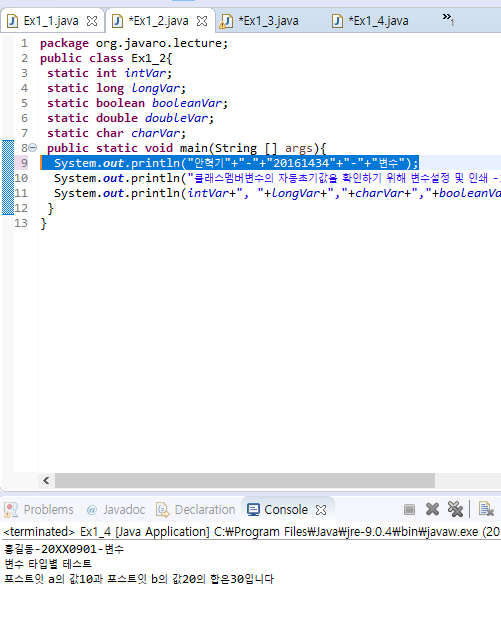 Ex1_1.java *Ex1_2.java *Ex1_3.java *Ex1_4.java »1
1 package org.javaro.lecture;
2 public class Ex1_2{
3 static int intVar;
4 static long longVar;
5 static boolean booleanVar;
6 static double doubleVar;
7 static char charVar;
8 public static void main(String [] args){
9 System.out.println("안혁기"+"-"+"20161434"+"-"+"변수");
10 System.out.println("클래스멤버변수의 자동초기값을 확인하기 위해 변수설정 및 인쇄 -
11 System.out.println(intVar+", "+longVar+","+charVar+","+booleanVa
12 }
13 }
Problems @ Javadoc Declaration Console
<terminated> Ex1_4 [Java Application] C:₩Program Files₩Java₩jre-9.0.4₩bin₩javaw.exe (20
홍길동-20XX0901-변수
변수 타입별 테스트
포스트잇 a의 값10과 포스트잇 b의 값20의 합은30입니다